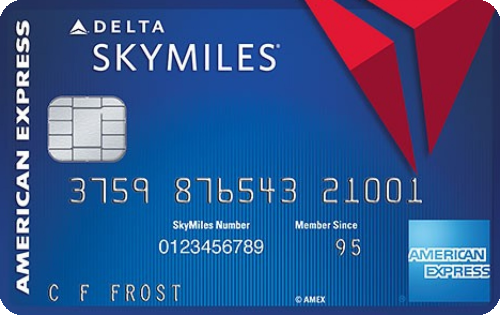 AMERICAN EXPRESS
DELTA
SKYMILES®
3759 876543 21001
SkyMiles Number Member Since
0123456789 95
AMERICAN
EXPRESS
C F FROST
© AMEX